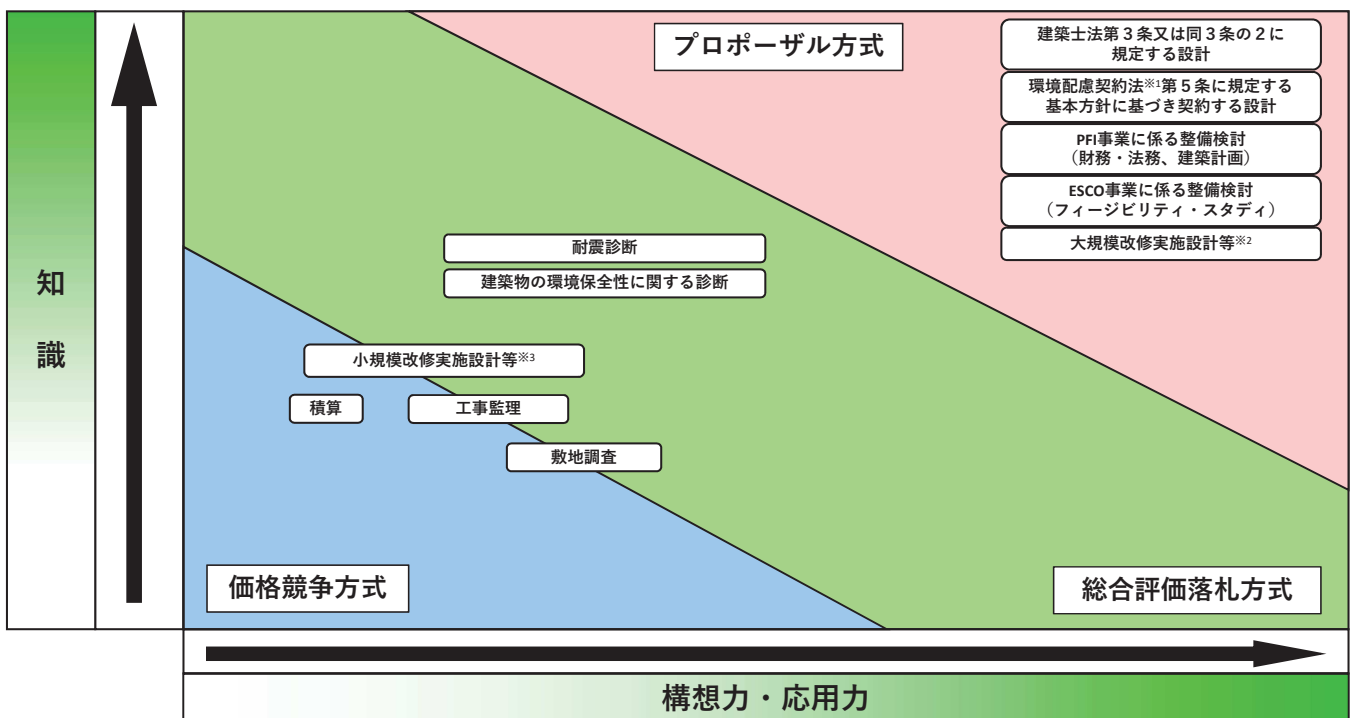 プロポーザル方式
建築士法第３条又は同３条の２に
規定する設計
環境配慮契約法※1第５条に規定する
基本方針に基づき契約する設計
PFI事業に係る整備検討
（財務・法務、建築計画）
ESCO事業に係る整備検討
（フィージビリティ・スタディ）
大規模改修実施設計等※2
耐震診断
建築物の環境保全性に関する診断
知識
小規模改修実施設計等※3
積算
工事監理
敷地調査
価格競争方式
総合評価落札方式
構想力・応用力